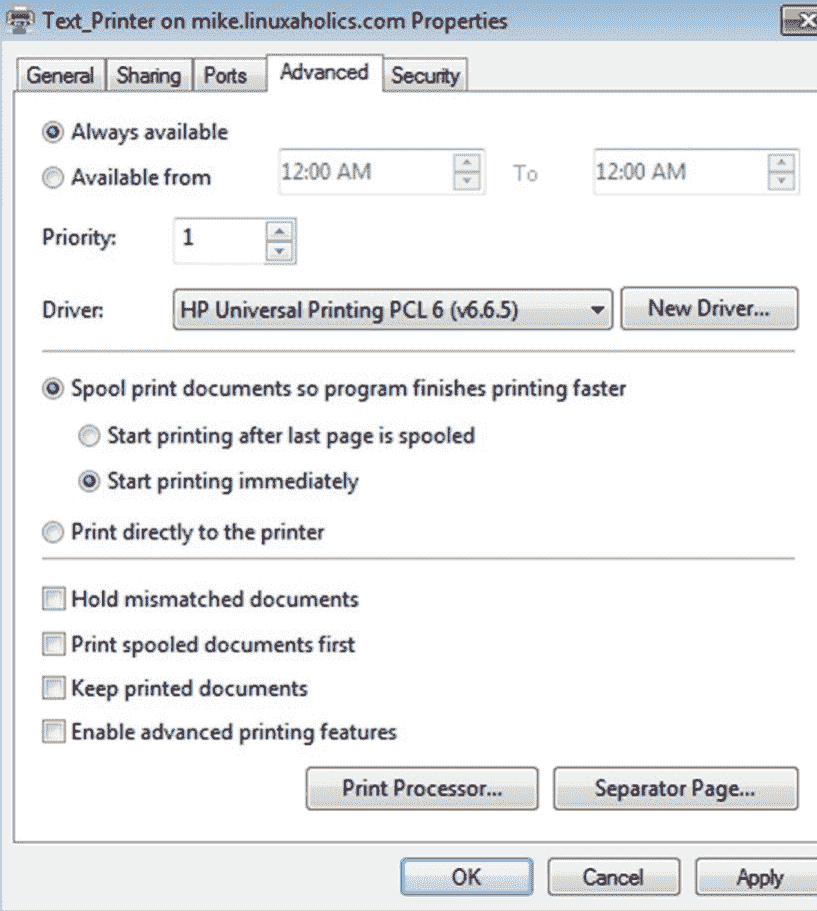 Text_Printer on mike.linuxaholics.com Properties
General Sharing Ports Advanced Security
Always available
Available from 12:00 AM To 12:00 AM
Priority: 1
Driver: HP Universal Printing PCL 6 (v6.6.5) New Driver...
Spool print documents so program finishes printing faster
Start printing after last page is spooled
Start printing immediately
Print directly to the printer
Hold mismatched documents
Print spooled documents first
Keep printed documents
Enable advanced printing features
Print Processor... Separator Page...
OK Cancel Apply